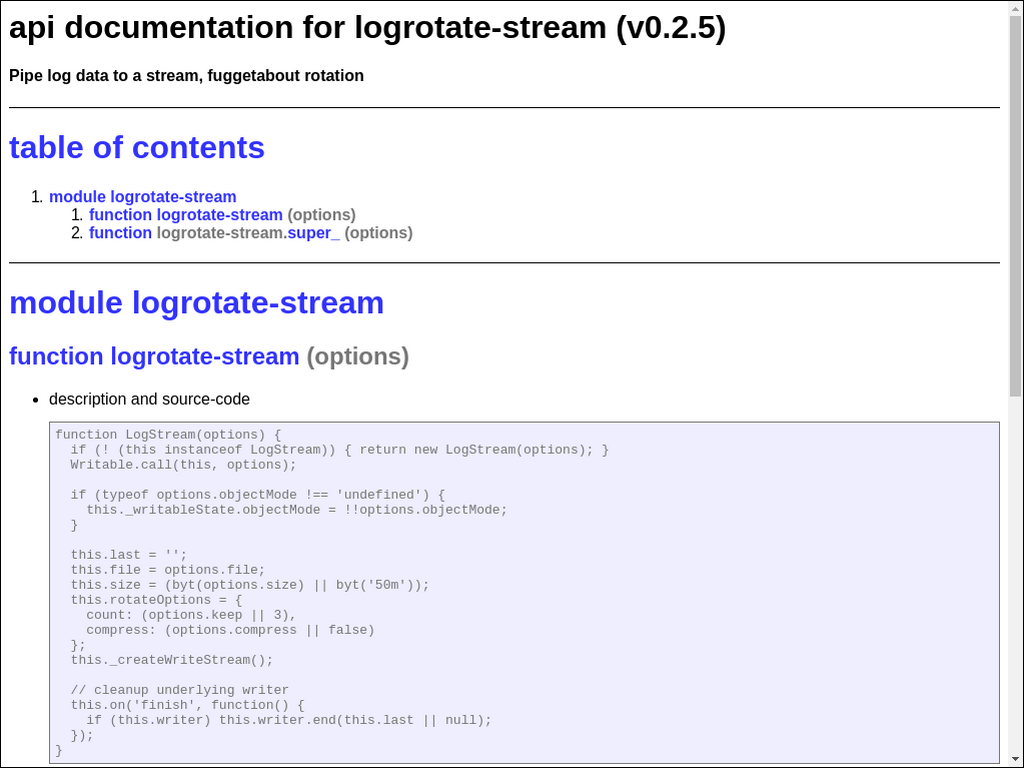 api documentation for logrotate-stream (v0.2.5)
Pipe log data to a stream, fuggetabout rotation
table of contents
1. module logrotate-stream
1. function logrotate-stream (options)
2. function logrotate-stream.super_ (options)
module logrotate-stream
function logrotate-stream (options)
• description and source-code
function LogStream(options) {
  if (! (this instanceof LogStream)) { return new LogStream(options); }
  Writable.call(this, options);
  if (typeof options.objectMode !== 'undefined') {
    this._writableState.objectMode = !!options.objectMode;
  }
  this.last = '';
  this.file = options.file;
  this.size = (byt(options.size) || byt('50m'));
  this.rotateOptions = {
    count: (options.keep || 3),
    compress: (options.compress || false)
  };
  this._createWriteStream();
  // cleanup underlying writer
  this.on('finish', function() {
    if (this.writer) this.writer.end(this.last || null);
  });
}